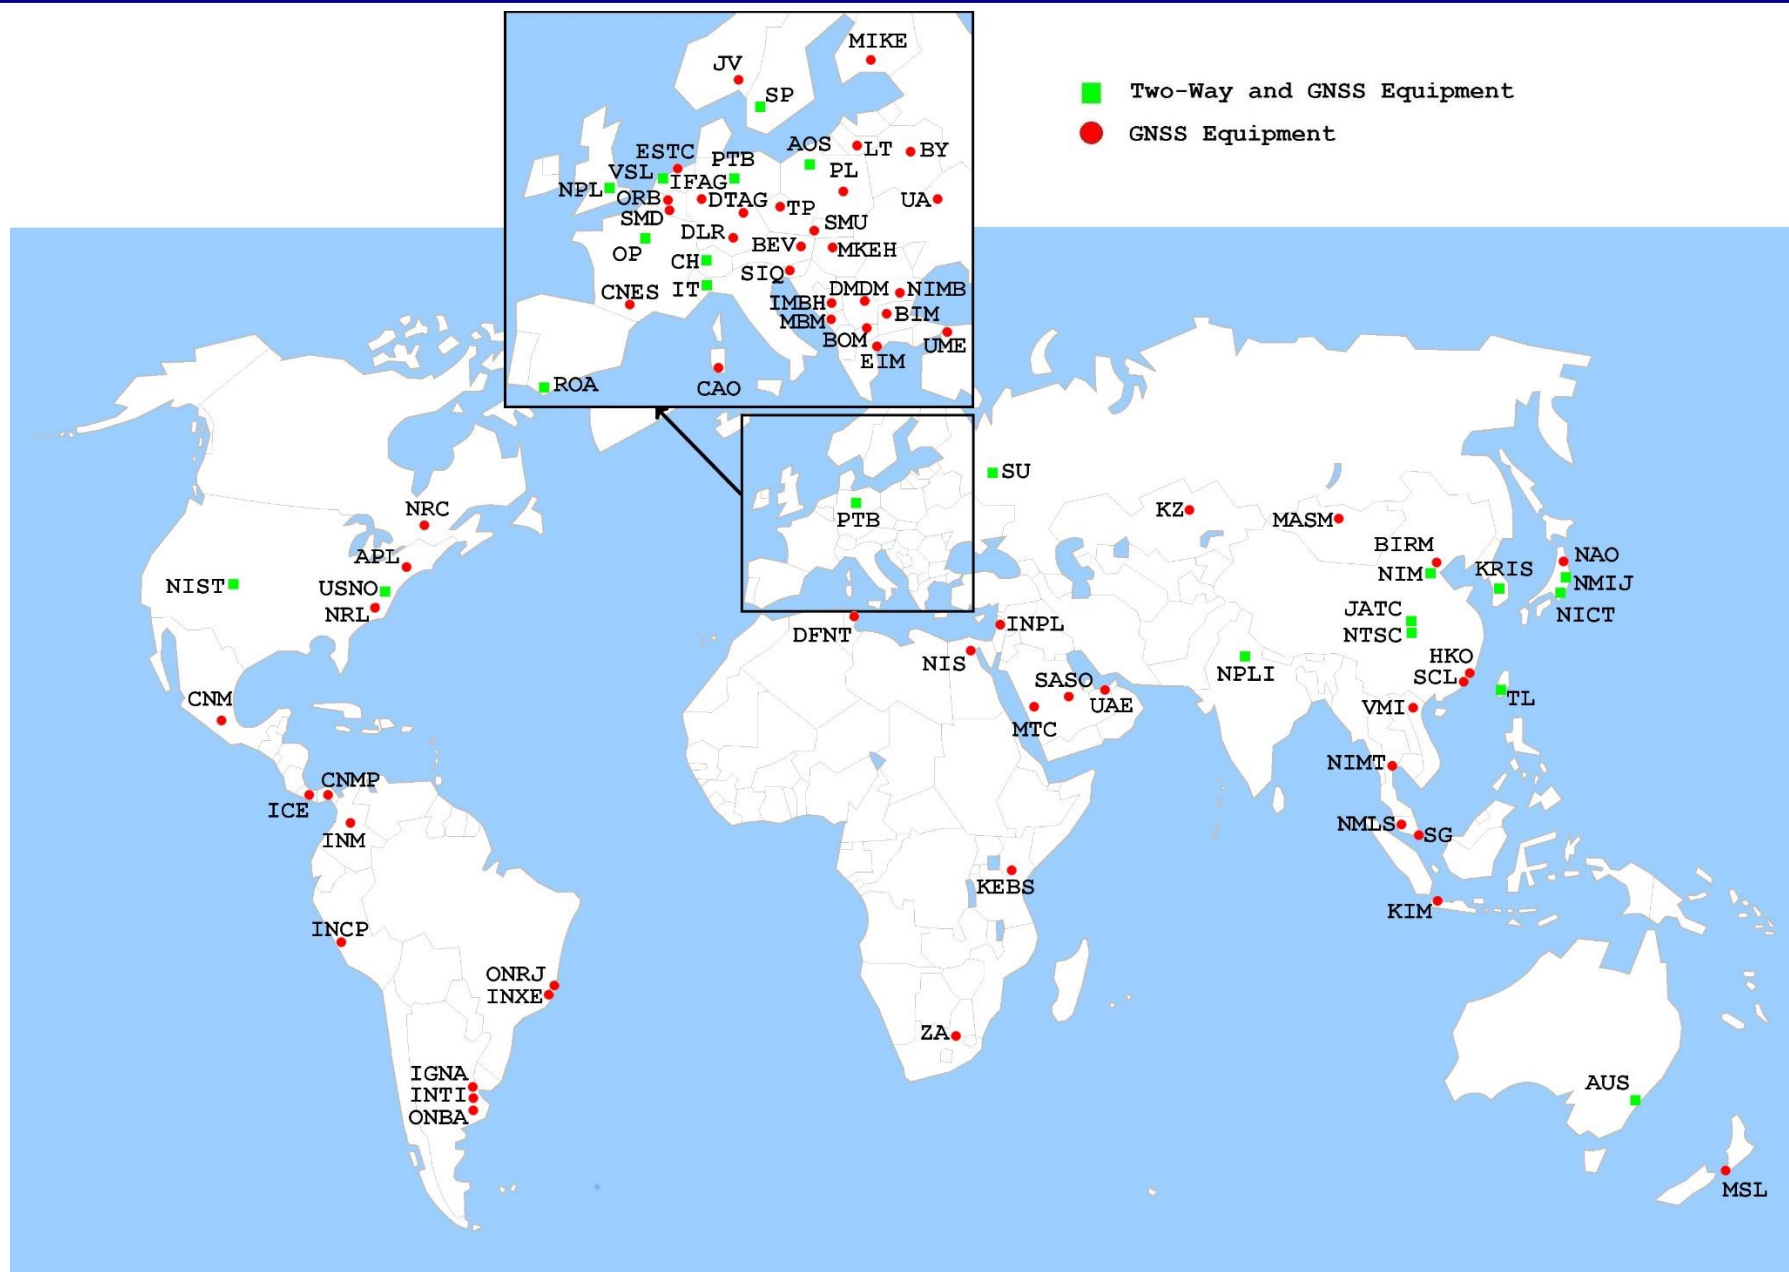 MIKE
JV
SP
Two-Way and GNSS Equipment
GNSS Equipment
ESTC
PTB
AOS
LT
BY
VSL
IFAG
PL
NPL
ORB
DTAG
TP
UA
SMD
SMU
OP
DLR
BEV
MKEH
CH
SIQ
IT
CNES
DMDM
NIMB
IMBH
MBM
BIM
BOM
EIM
UME
ROA
CAO
SU
PTB
NRC
KZ
MASM
APL
BIRM
NAO
NIST
USNO
NIM
KRIS
NMIJ
NRL
JATC
NICT
DFNT
INPL
NTSC
NIS
NPLI
HKO
SASO
SCL
CNM
UAE
TL
MTC
VMI
NIMT
CNMP
ICE
INM
NMLS
SG
KEBS
KIM
INCP
ONRJ
INXE
ZA
IGNA
INTI
ONBA
AUS
MSL